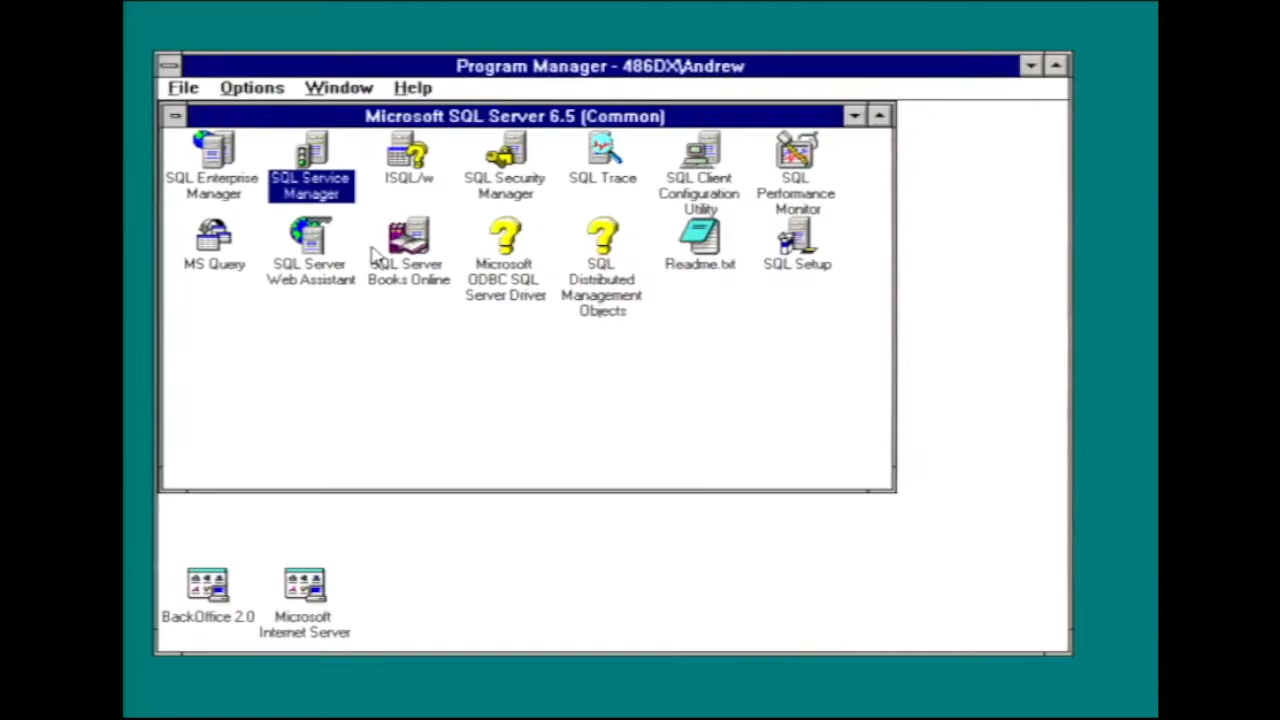 Program Manager - 486DX\Andrew
File Options Window Help
Microsoft SQL Server 6.5 (Common)
SQL Enterprise
Manager
SQL Service
Manager
ISQL/w
SQL Security
Manager
SQL Trace
SQL Client
Configuration
Utility
SQL
Performance
Monitor
MS Query
SQL Server
Web Assistant
SQL Server
Books Online
Microsoft
ODBC SQL
Server Driver
SQL
Distributed
Management
Objects
Readme.txt
SQL Setup
BackOffice 2.0
Microsoft
Internet Server